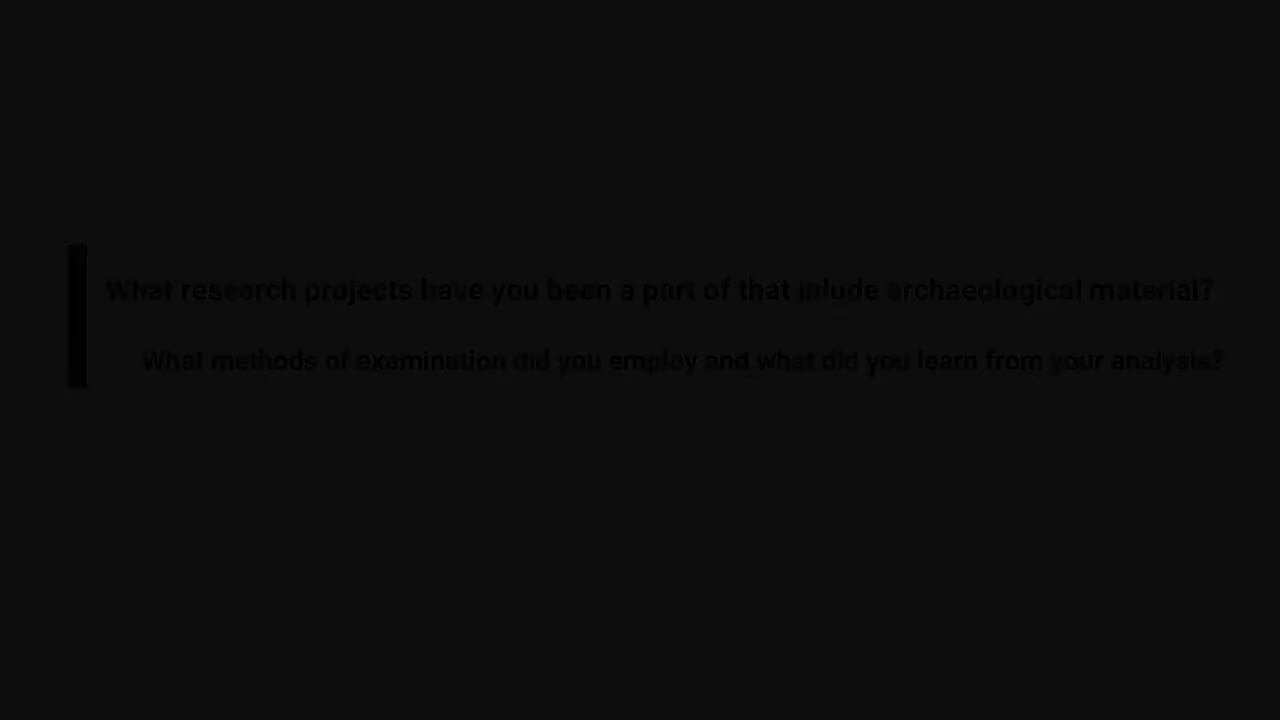 What research projects have you been a part of that inlude archaeological material?
What methods of examination did you employ and what did you learn from your analysis?